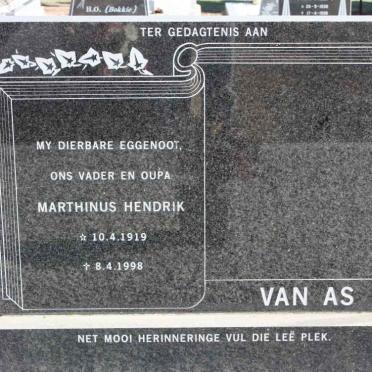 H.O. (Bokkie)
TER GEDAGTENIS AAN
MY DIERBARE EGGENOOT,
ONS VADER EN OUPA
MARTHINUS HENDRIK
☆ 10.4.1919
† 8.4.1998
VAN AS
NET MOOI HERINNERINGE VUL DIE LEË PLEK.